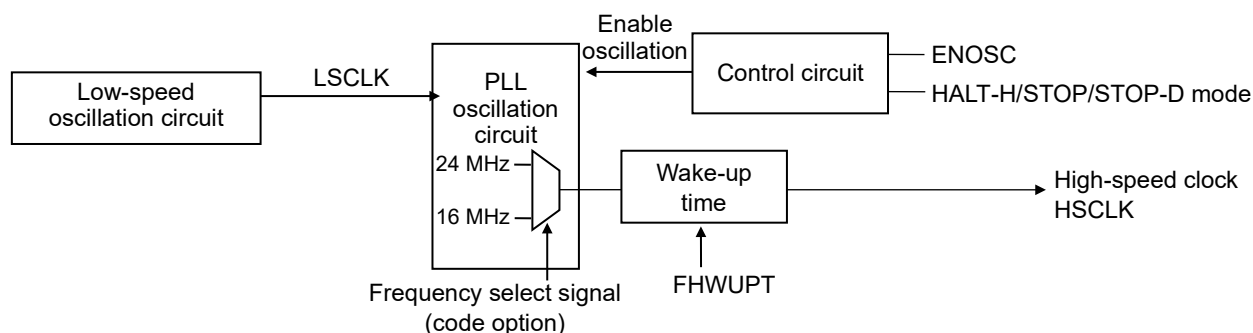 Enable
oscillation
Control circuit
ENOSC
HALT-H/STOP/STOP-D mode
Low-speed
oscillation circuit
LSCLK
PLL
oscillation
circuit
24 MHz
16 MHz
Wake-up
time
High-speed clock
HSCLK
Frequency select signal
(code option)
FHWUPT